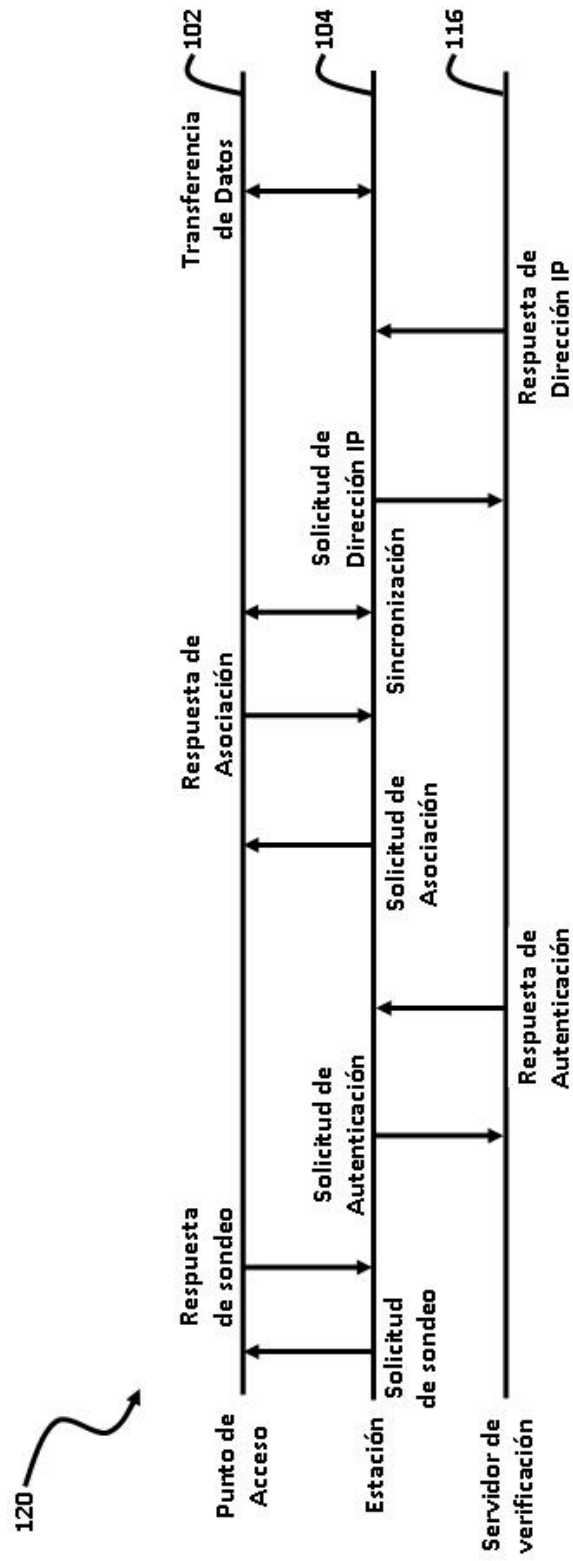 120
Punto de
Acceso
Estación
Servidor de
verificación
Solicitud
de sondeo
Respuesta
de sondeo
Solicitud de
Autenticación
Respuesta de
Autenticación
Solicitud de
Asociación
Respuesta de
Asociación
Sincronización
Solicitud de
Dirección IP
Respuesta de
Dirección IP
Transferencia
de Datos
102
104
116